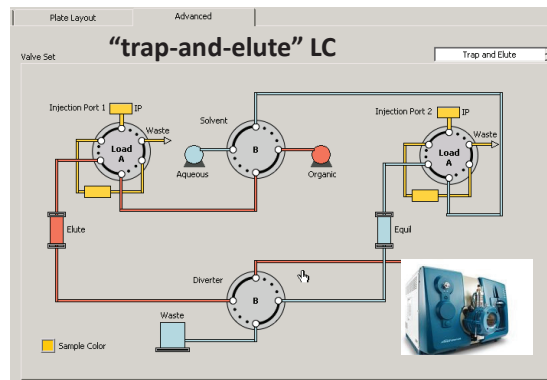 Plate Layout
Advanced
"trap-and-elute" LC
Valve Set
Trap and Elute
Injection Port 1
IP
Waste
Load
A
Solvent
B
Aqueous
Organic
Injection Port 2
IP
Waste
Load
A
Elute
Equil
Diverter
B
Waste
Sample Color